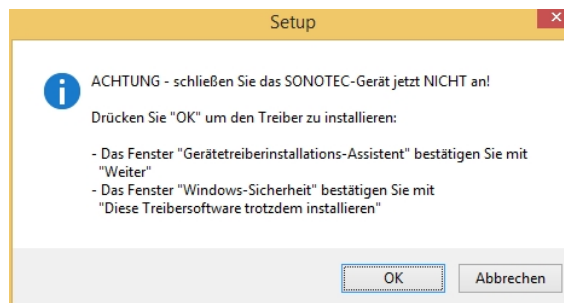 Setup
ACHTUNG - schließen Sie das SONOTEC-Gerät jetzt NICHT an!
Drücken Sie "OK" um den Treiber zu installieren:
- Das Fenster "Gerätetreiberinstallations-Assistent" bestätigen Sie mit
"Weiter"
- Das Fenster "Windows-Sicherheit" bestätigen Sie mit
"Diese Treibersoftware trotzdem installieren"
OK
Abbrechen